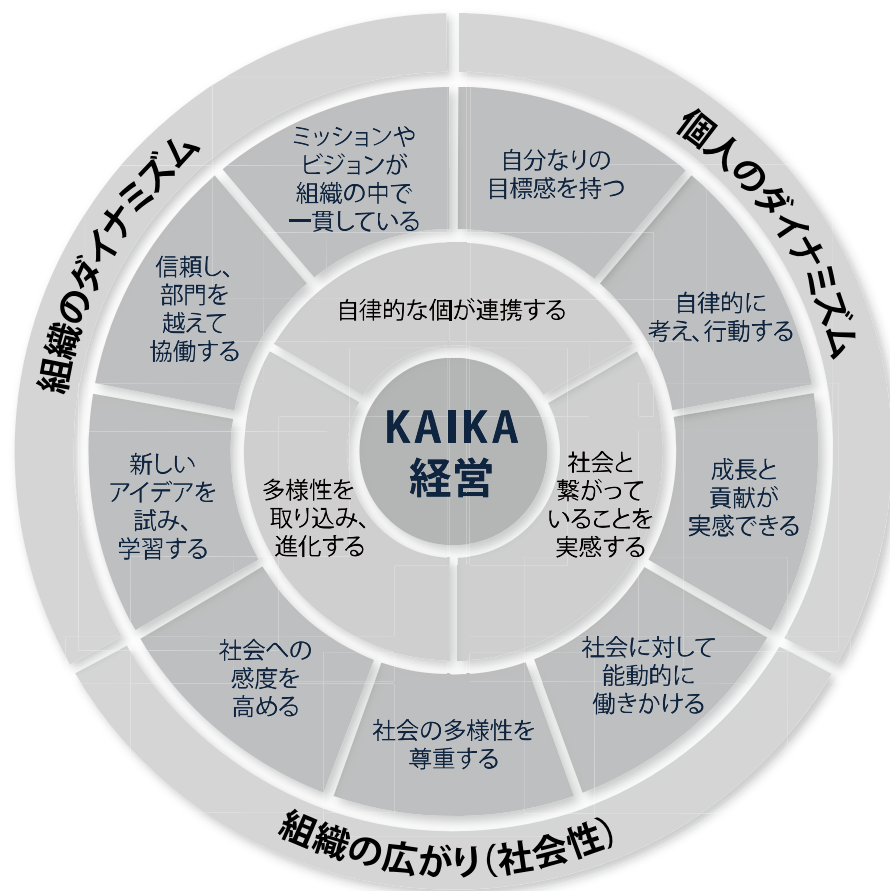 組織のダイナミズム
個人のダイナミズム
組織の広がり(社会性)
ミッションや
ビジョンが
組織の中で
一貫している
自分なりの
目標感を持つ
自律的に
考え、行動する
成長と
貢献が
実感できる
社会に対して
能動的に
働きかける
社会の多様性を
尊重する
社会への
感度を
高める
新しい
アイデアを
試み、
学習する
信頼し、
部門を
越えて
協働する
自律的な個が連携する
社会と
繋がって
いることを
実感する
多様性を
取り込み、
進化する
KAIKA
経営